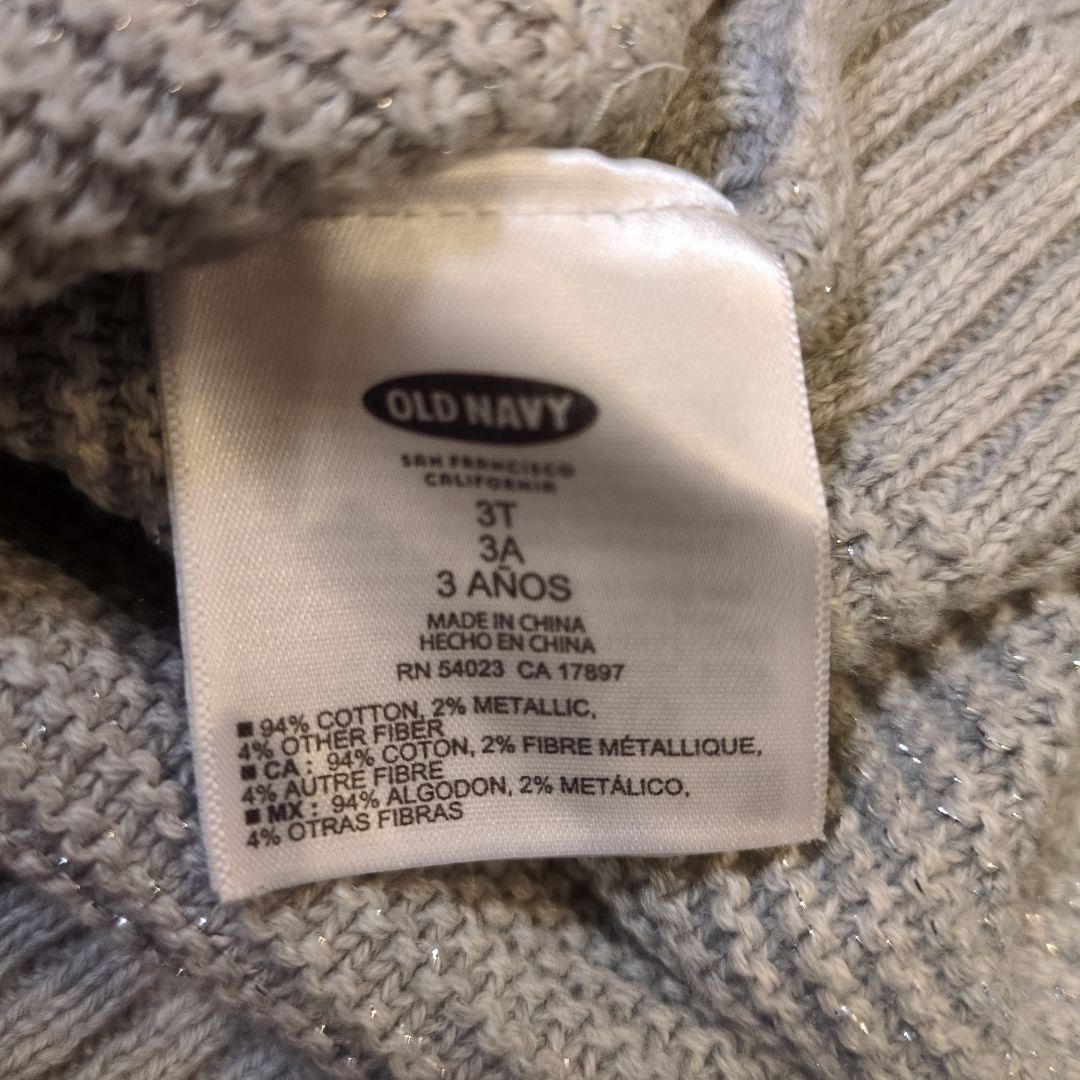 OLD NAVY
SAN FRANCISCO
CALIFORNIA
3T
3A
3 AÑOS
MADE IN CHINA
HECHO EN CHINA
RN 54023 CA 17897
■ 94% COTTON, 2% METALLIC,
4% OTHER FIBER
■ CA : 94% COTON, 2% FIBRE MÉTALLIQUE,
4% AUTRE FIBRE
■ MX : 94% ALGODON, 2% METÁLICO,
4% OTRAS FIBRAS